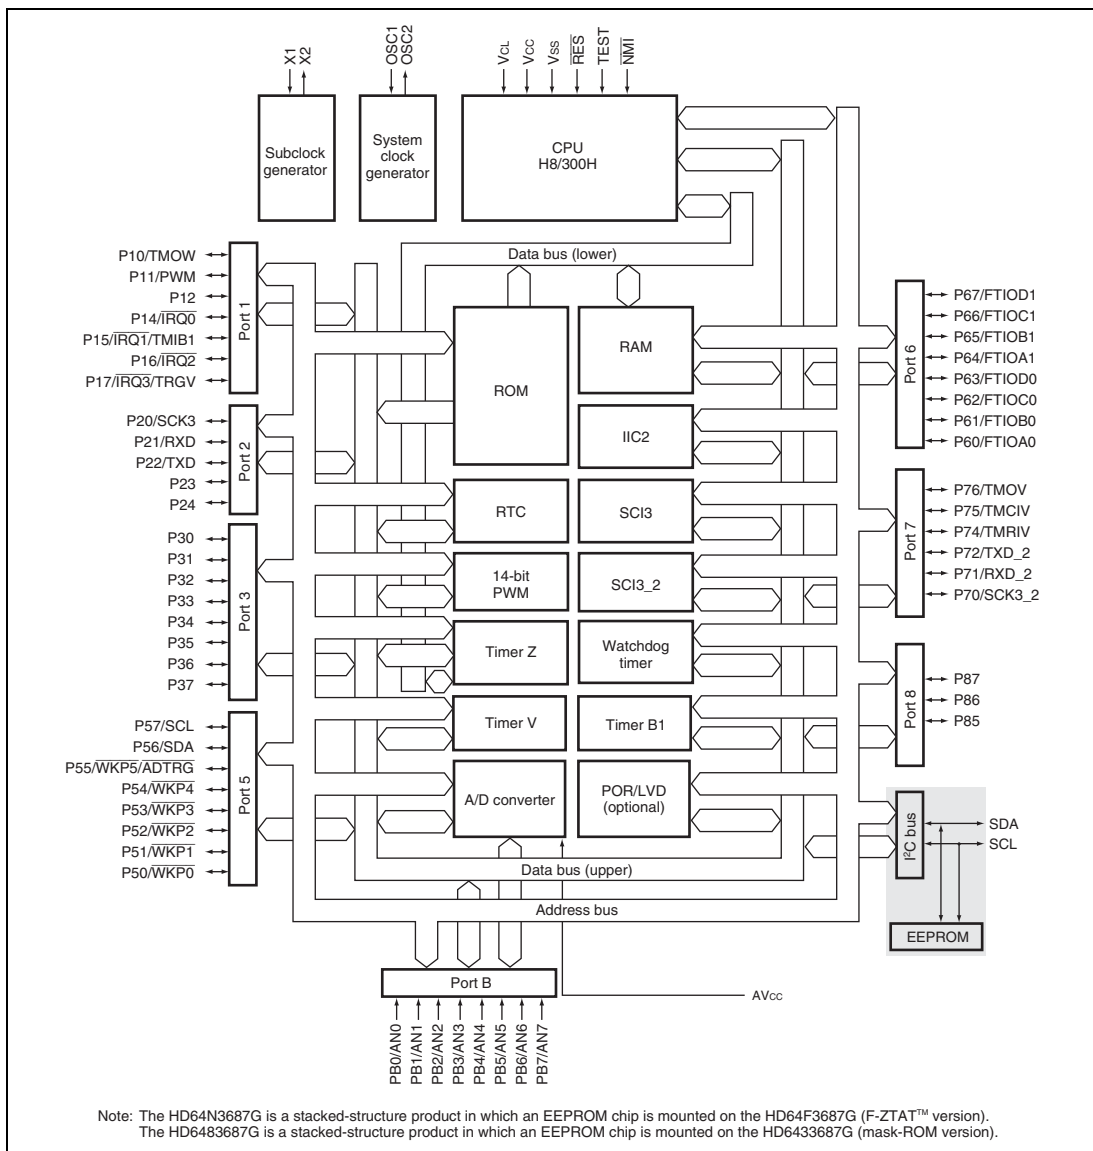 X1
X2
OSC1
OSC2
VCL
VCC
VSS
RES
TEST
NMI
Subclock
generator
System
clock
generator
CPU
H8/300H
Data bus (lower)
P10/TMOW
P11/PWM
P12
P14/IRQ0
P15/IRQ1/TMIB1
P16/IRQ2
P17/IRQ3/TRGV
Port 1
P20/SCK3
P21/RXD
P22/TXD
P23
P24
Port 2
P30
P31
P32
P33
P34
P35
P36
P37
Port 3
P57/SCL
P56/SDA
P55/WKP5/ADTRG
P54/WKP4
P53/WKP3
P52/WKP2
P51/WKP1
P50/WKP0
Port 5
ROM
RAM
IIC2
RTC
SCI3
14-bit
PWM
SCI3_2
Timer Z
Watchdog
timer
Timer V
Timer B1
A/D converter
POR/LVD
(optional)
Port 6
P67/FTIOD1
P66/FTIOC1
P65/FTIOB1
P64/FTIOA1
P63/FTIOD0
P62/FTIOC0
P61/FTIOB0
P60/FTIOA0
Port 7
P76/TMOV
P75/TMCIV
P74/TMRIV
P72/TXD_2
P71/RXD_2
P70/SCK3_2
Port 8
P87
P86
P85
I²C bus
SDA
SCL
EEPROM
Data bus (upper)
Address bus
Port B
AVCC
PB0/AN0
PB1/AN1
PB2/AN2
PB3/AN3
PB4/AN4
PB5/AN5
PB6/AN6
PB7/AN7
Note: The HD64N3687G is a stacked-structure product in which an EEPROM chip is mounted on the HD64F3687G (F-ZTAT™ version).
The HD6483687G is a stacked-structure product in which an EEPROM chip is mounted on the HD6433687G (mask-ROM version).